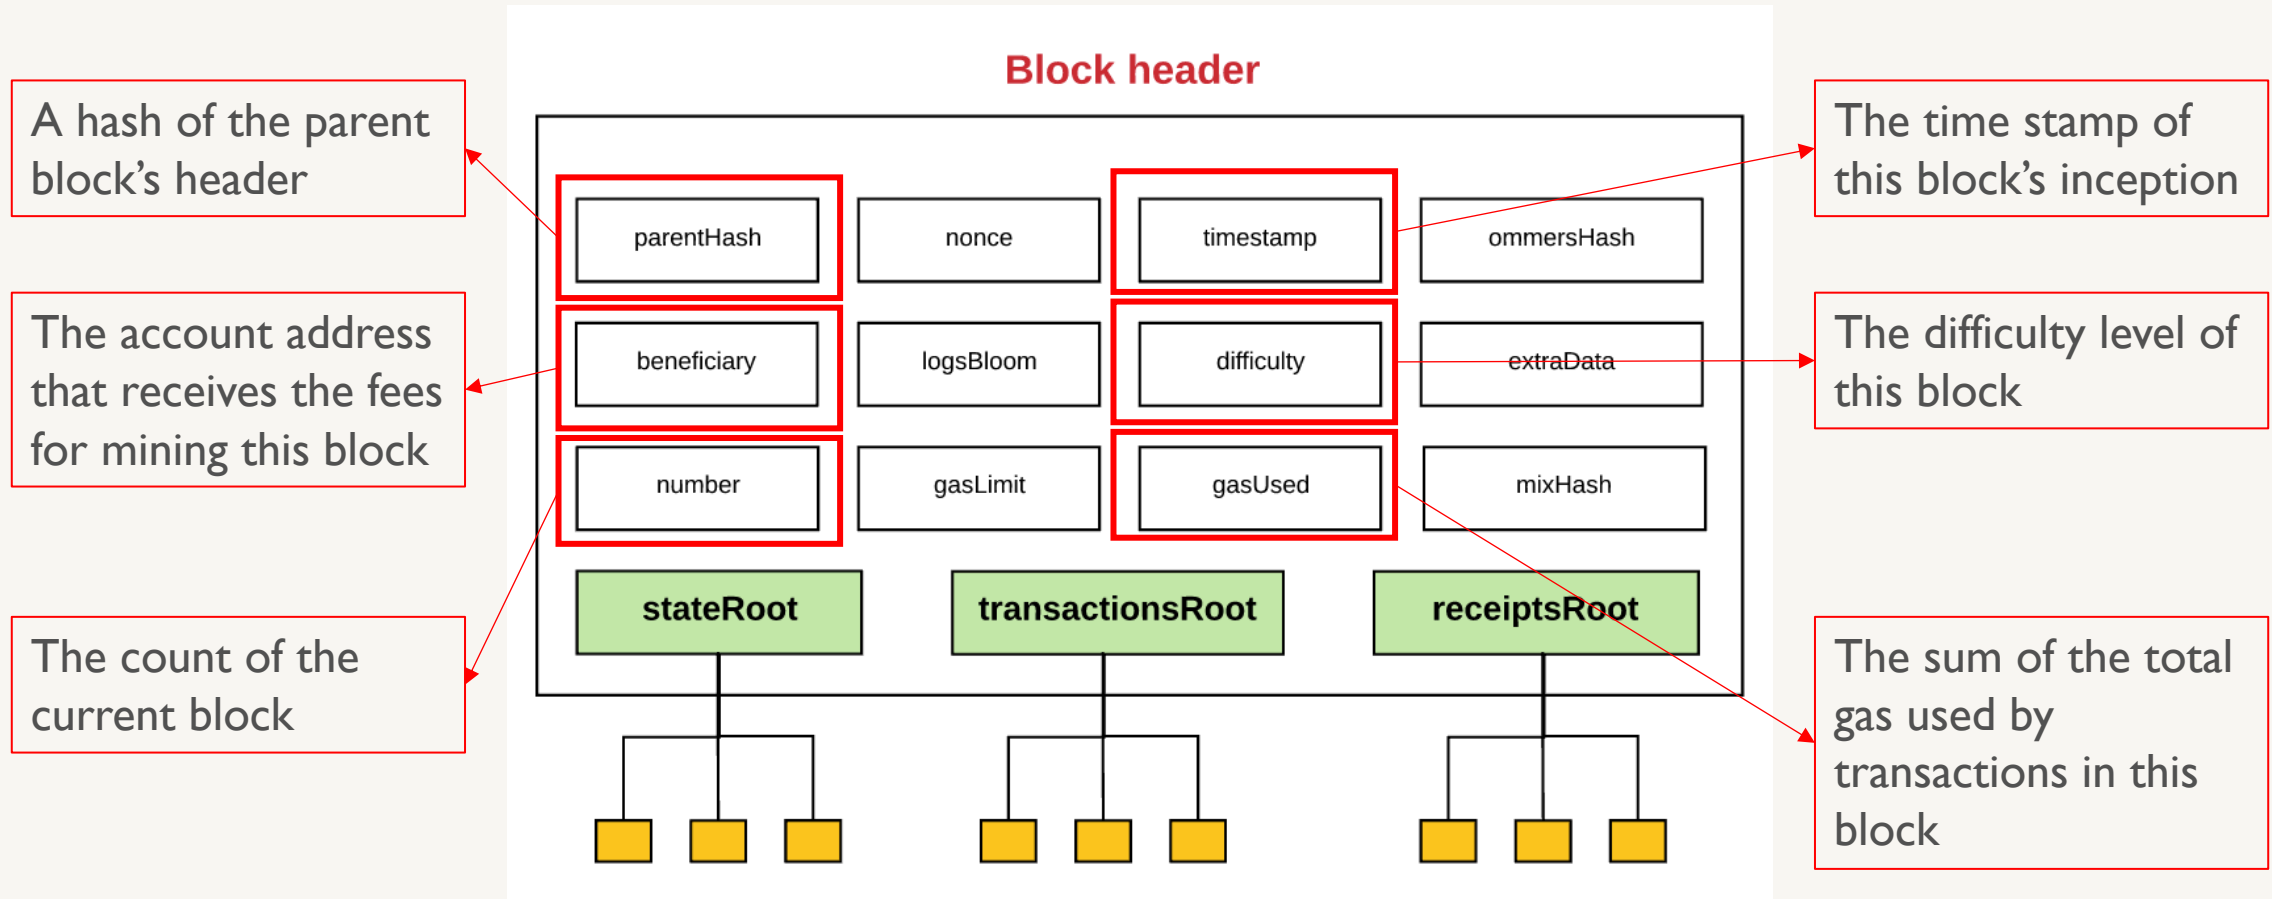 Block header
A hash of the parent
block’s header
The account address
that receives the fees
for mining this block
The count of the
current block
parentHash
nonce
timestamp
ommersHash
beneficiary
logsBloom
difficulty
extraData
number
gasLimit
gasUsed
mixHash
stateRoot
transactionsRoot
receiptsRoot
The time stamp of
this block’s inception
The difficulty level of
this block
The sum of the total
gas used by
transactions in this
block